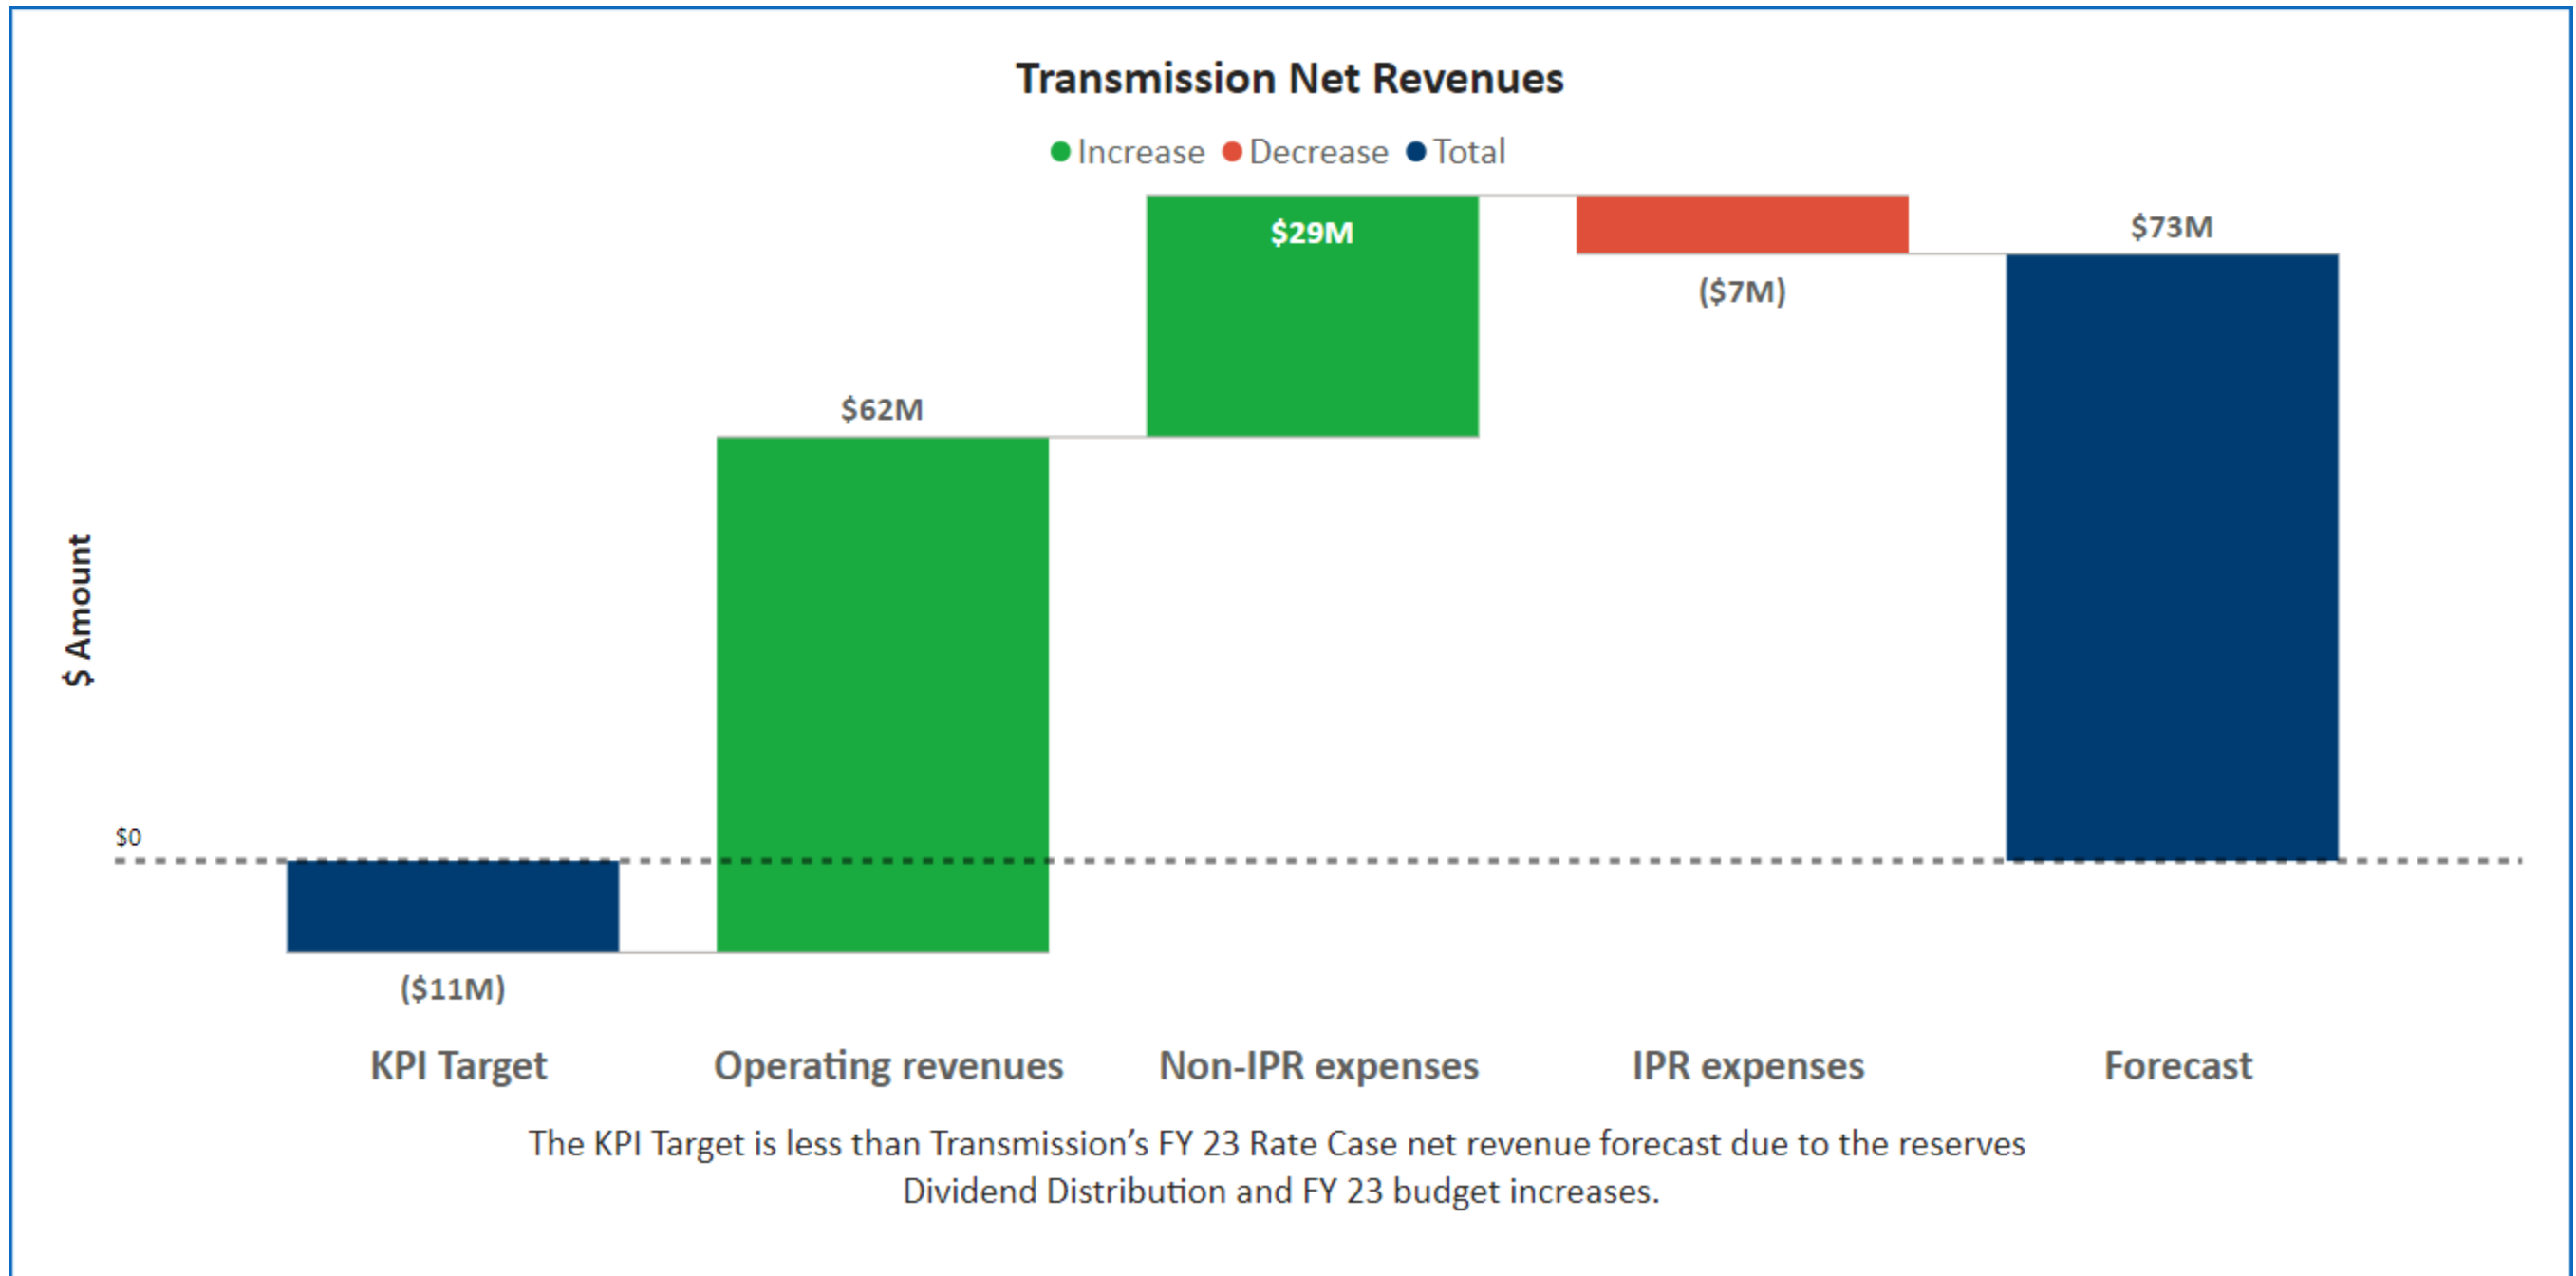 Transmission Net Revenues
Increase Decrease Total
$29M
$73M
($7M)
$62M
$ Amount
$0
($11M)
KPI Target Operating revenues Non-IPR expenses IPR expenses Forecast
The KPI Target is less than Transmission’s FY 23 Rate Case net revenue forecast due to the reserves
Dividend Distribution and FY 23 budget increases.